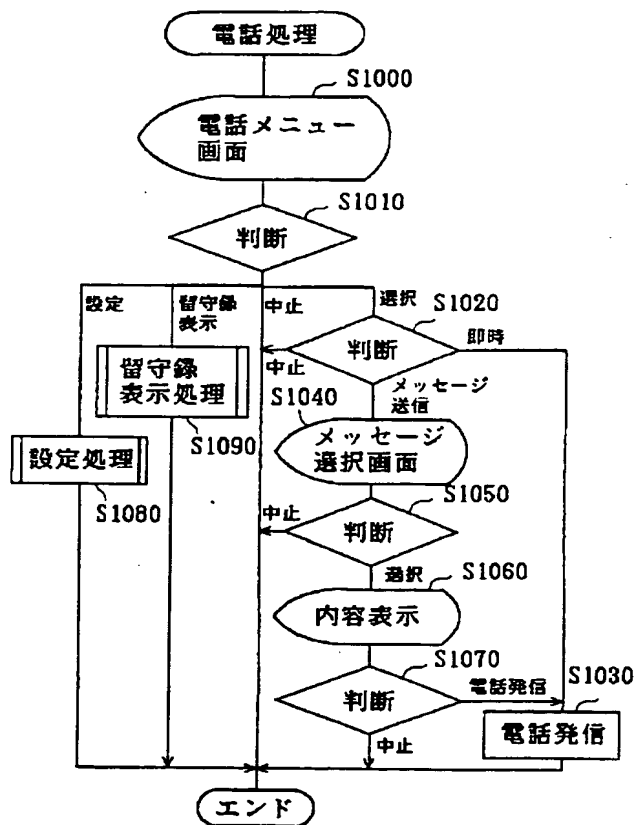 電話処理
S1000
電話メニュー
画面
S1010
判断
設定
留守録
表示
中止
選択
S1020
判断
即時
中止
留守録
表示処理
S1090
メッセージ
送信
S1040
メッセージ
選択画面
設定処理
S1080
S1050
中止
判断
選択
S1060
内容表示
S1070
判断
電話発信
S1030
電話発信
中止
エンド